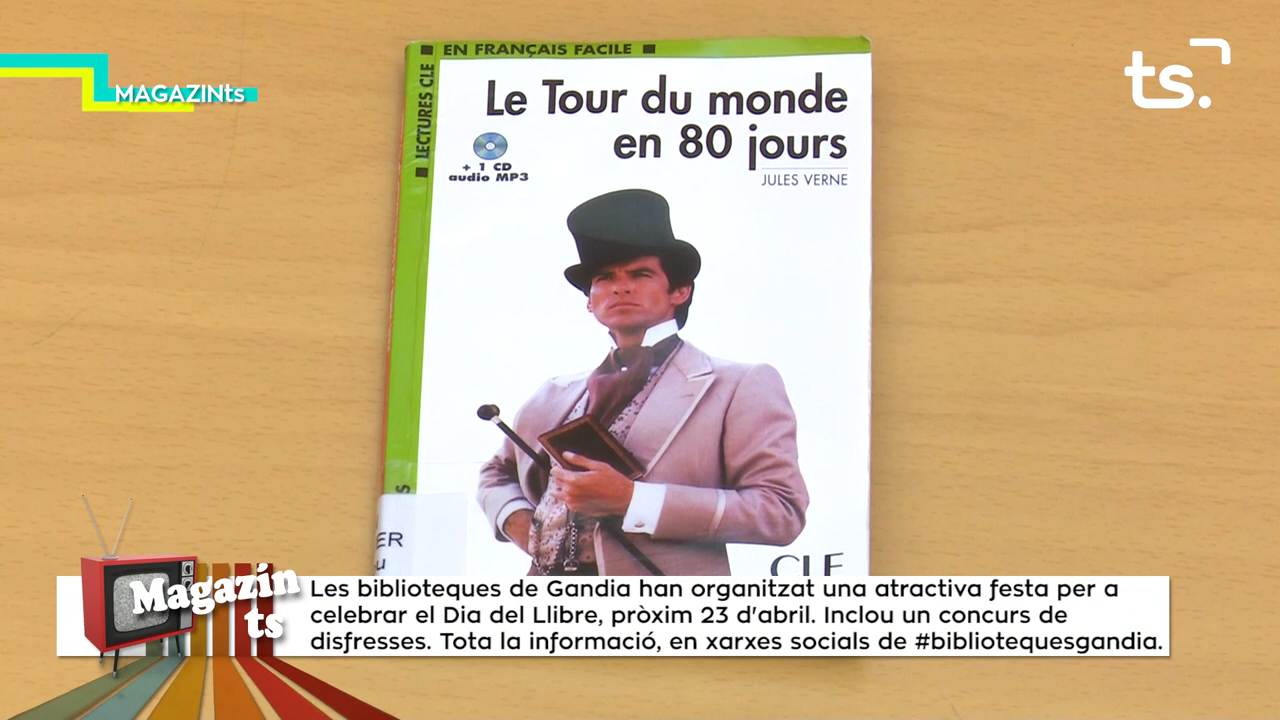 MAGAZINts
ts.
EN FRANÇAIS FACILE
LECTURES CLE
Le Tour du monde
en 80 jours
JULES VERNE
+ 1 CD
audio MP3
CLE
ER
Magazin
ts
Les biblioteques de Gandia han organitzat una atractiva festa per a
celebrar el Dia del Llibre, pròxim 23 d'abril. Inclou un concurs de
disfresses. Tota la informació, en xarxes socials de #bibliotequesgandia.